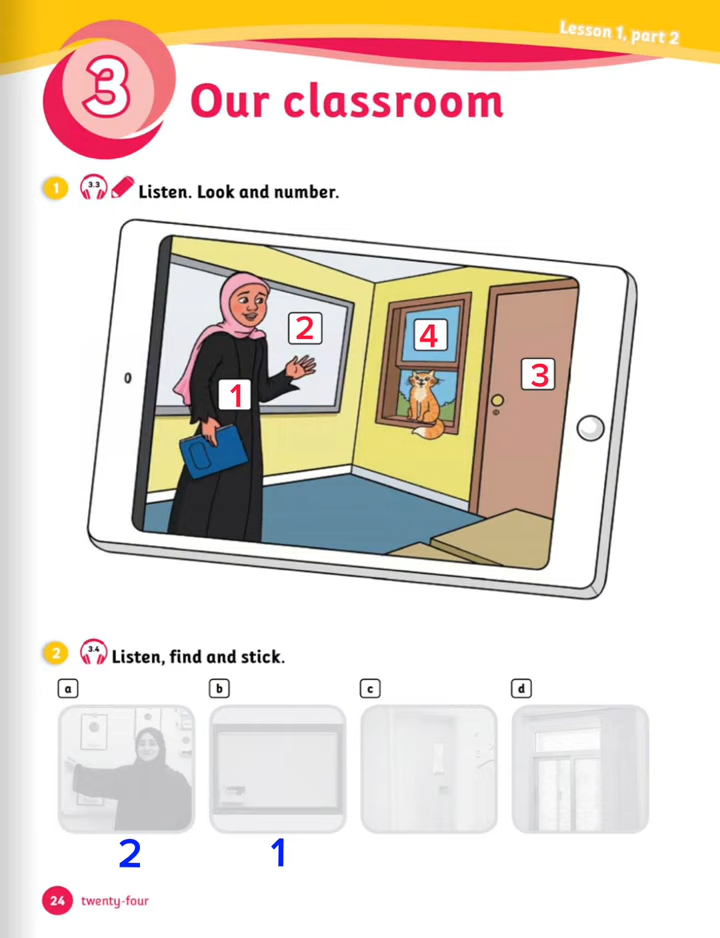 Lesson 1, part 2
3
Our classroom
1 3.3 Listen. Look and number.
2
4
3
1
2 3.4 Listen, find and stick.
a b c d
2 1
24 twenty-four